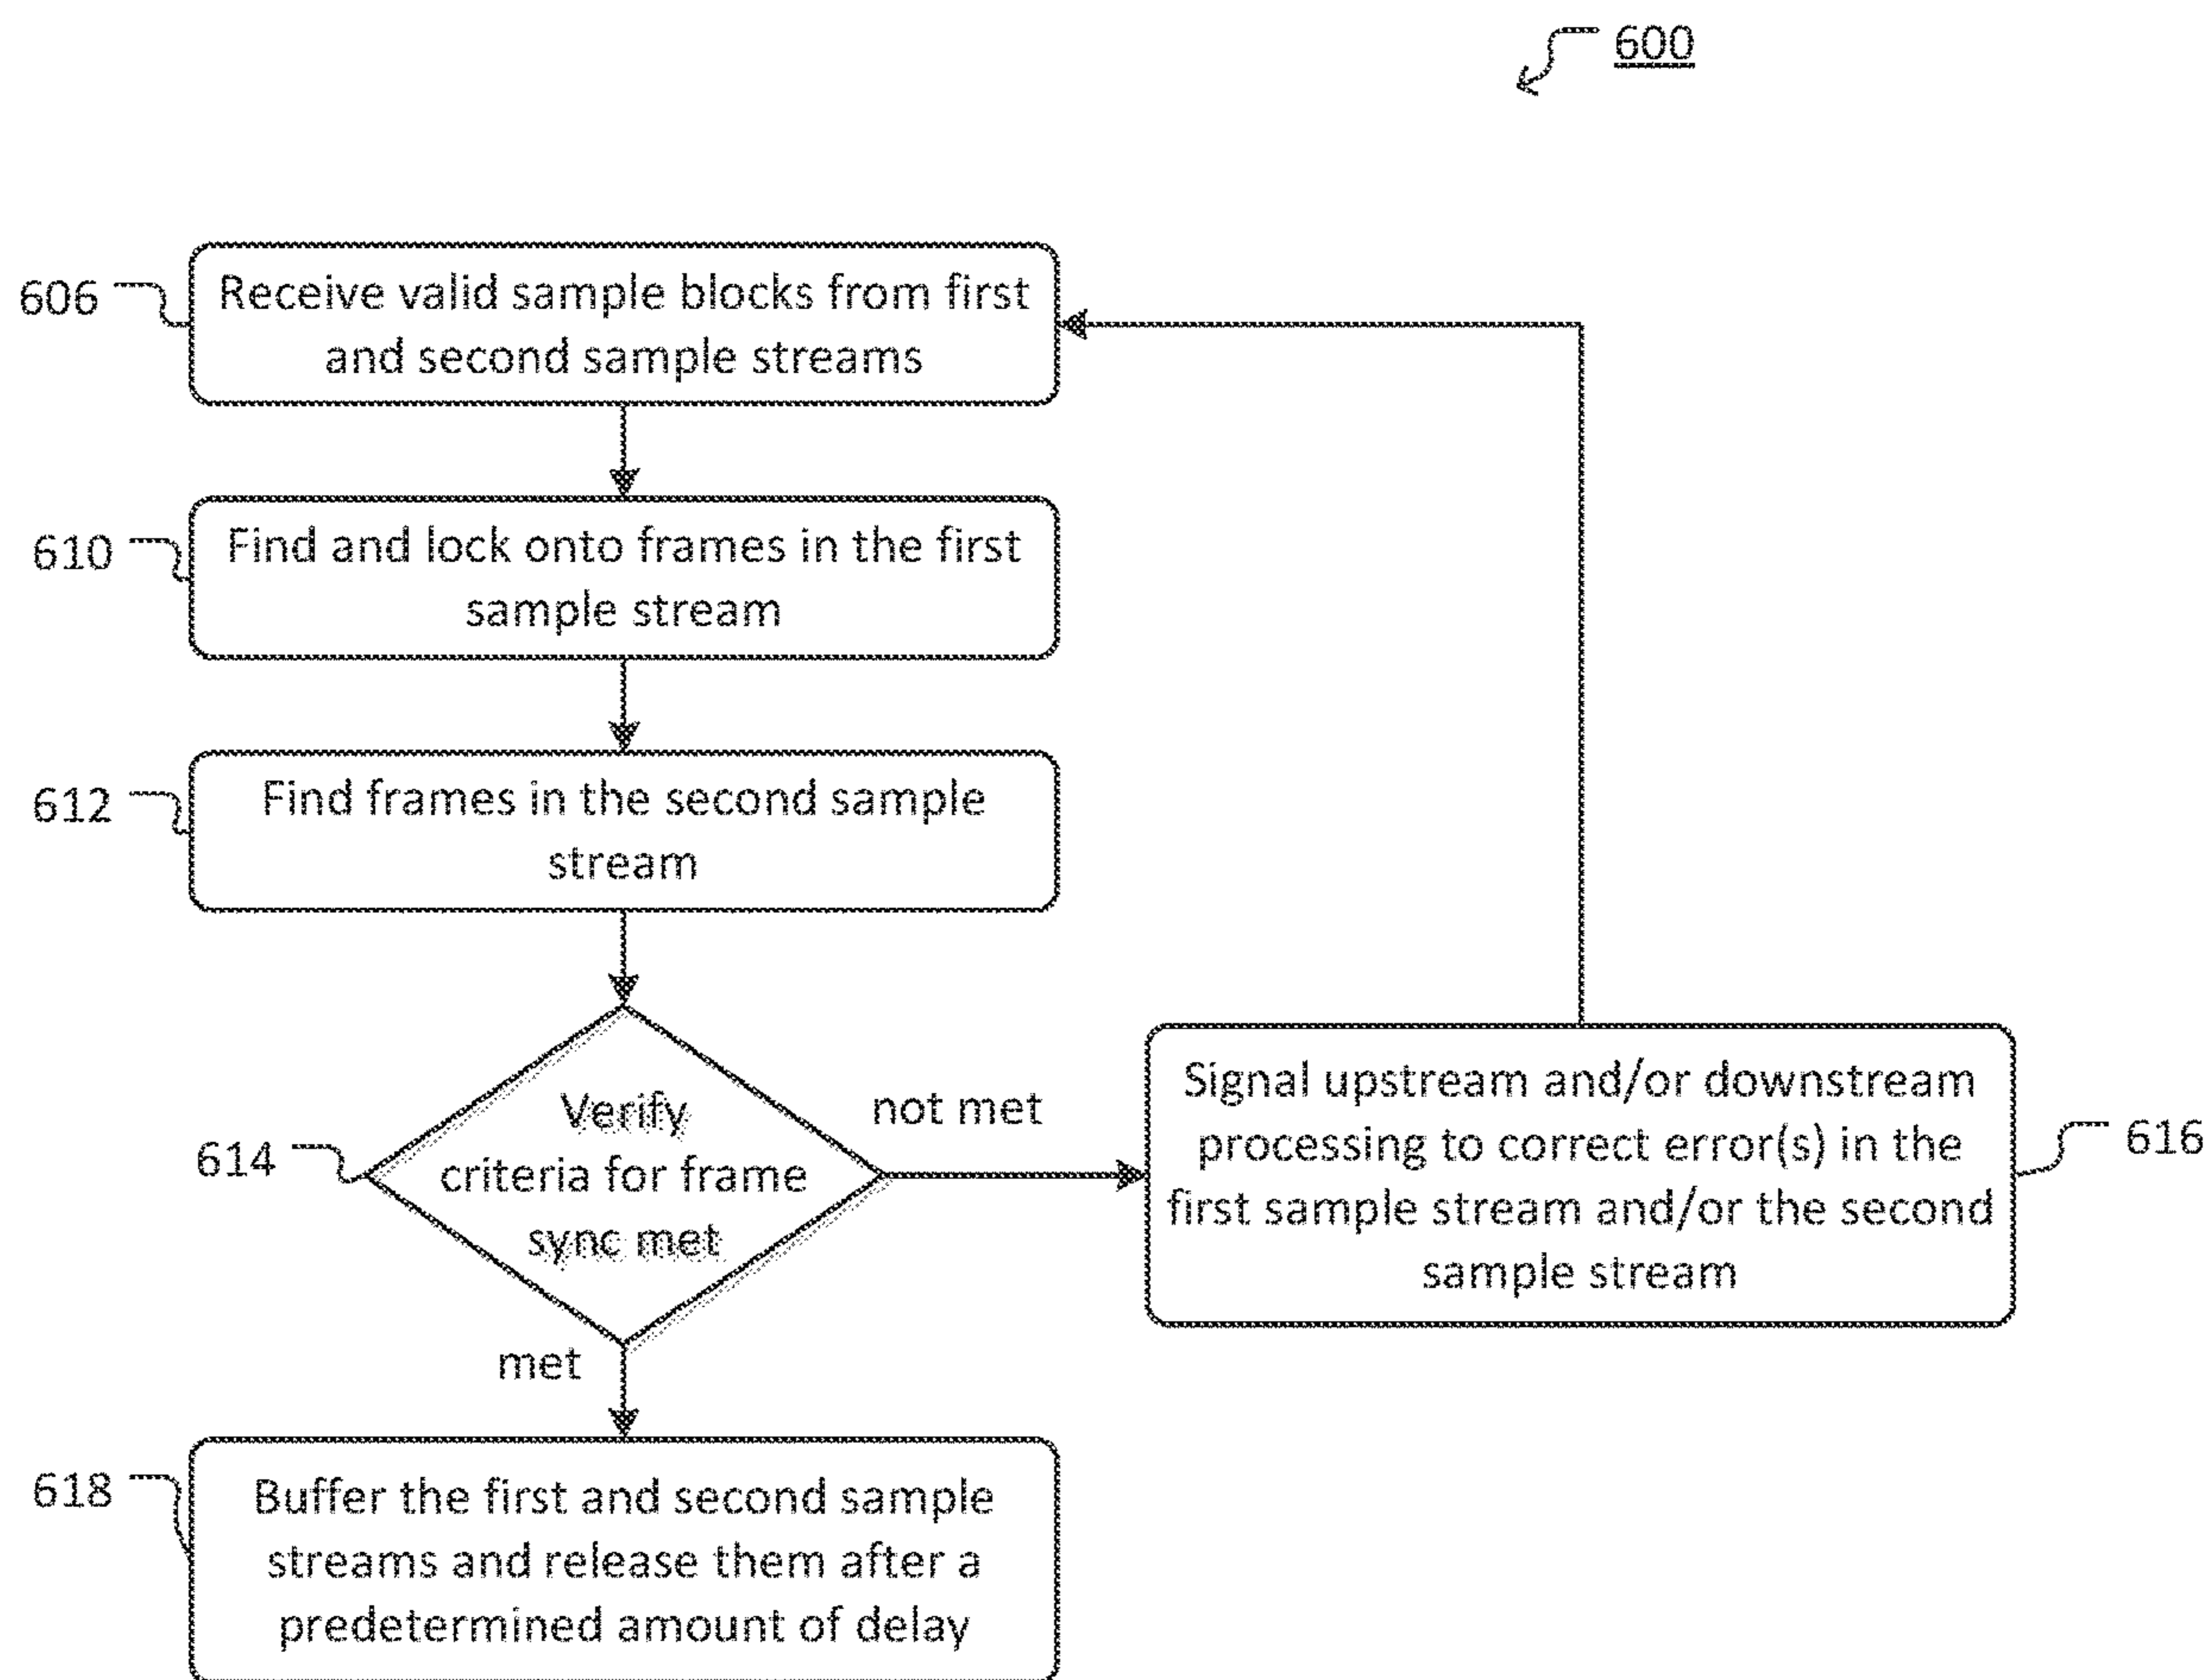 600
606
Receive valid sample blocks from first
and second sample streams
610
Find and lock onto frames in the first
sample stream
612
Find frames in the second sample
stream
614
Verify
criteria for frame
sync met
not met
met
Signal upstream and/or downstream
processing to correct error(s) in the
first sample stream and/or the second
sample stream
616
618
Buffer the first and second sample
streams and release them after a
predetermined amount of delay